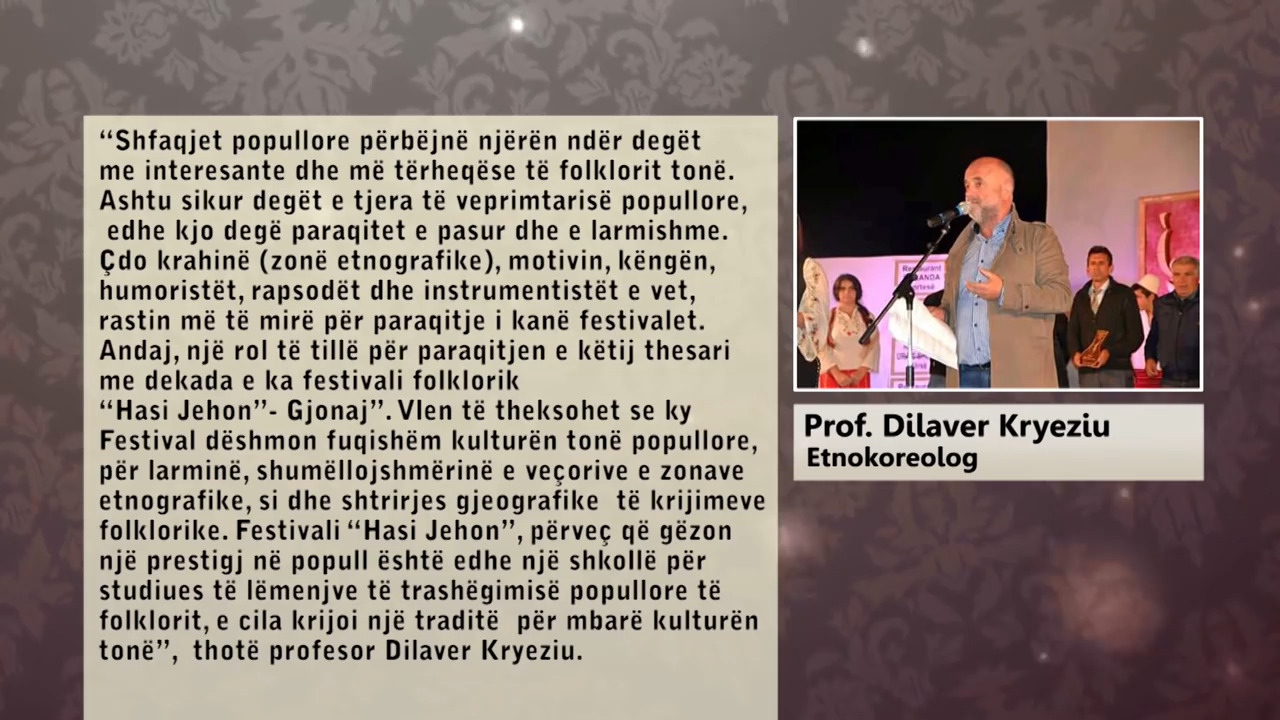 “Shfaqjet popullore përbëjnë njërën ndër degët
me interesante dhe më tërheqëse të folklorit tonë.
Ashtu sikur degët e tjera të veprimtarisë popullore,
edhe kjo degë paraqitet e pasur dhe e larmishme.
Çdo krahinë (zonë etnografike), motivin, këngën,
humoristët, rapsodët dhe instrumentistët e vet,
rastin më të mirë për paraqitje i kanë festivalet.
Andaj, një rol të tillë për paraqitjen e këtij thesari
me dekada e ka festivali folklorik
“Hasi Jehon”- Gjonaj”. Vlen të theksohet se ky
Festival dëshmon fuqishëm kulturën tonë popullore,
për larminë, shumëllojshmërinë e veçorive e zonave
etnografike, si dhe shtrirjes gjeografike të krijimeve
folklorike. Festivali “Hasi Jehon”, përveç që gëzon
një prestigj në popull është edhe një shkollë për
studiues të lëmenjve të trashëgimisë popullore të
folklorit, e cila krijoi një traditë për mbarë kulturën
tonë”, thotë profesor Dilaver Kryeziu.
Restaurant
Prof. Dilaver Kryeziu
Etnokoreolog